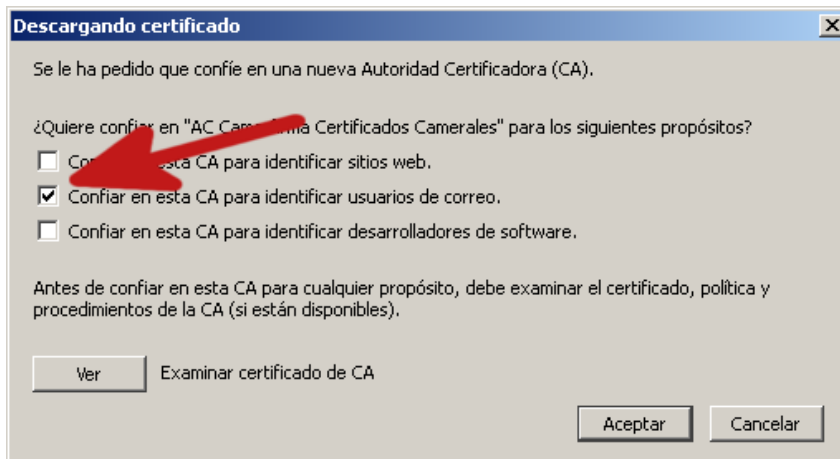 Descargando certificado
Se le ha pedido que confíe en una nueva Autoridad Certificadora (CA).
¿Quiere confiar en "AC Camerfirma Certificados Camerales" para los siguientes propósitos?
esta CA para identificar sitios web.
Confiar en esta CA para identificar usuarios de correo.
Confiar en esta CA para identificar desarrolladores de software.
Antes de confiar en esta CA para cualquier propósito, debe examinar el certificado, política y
procedimientos de la CA (si están disponibles).
Ver Examinar certificado de CA
Aceptar Cancelar